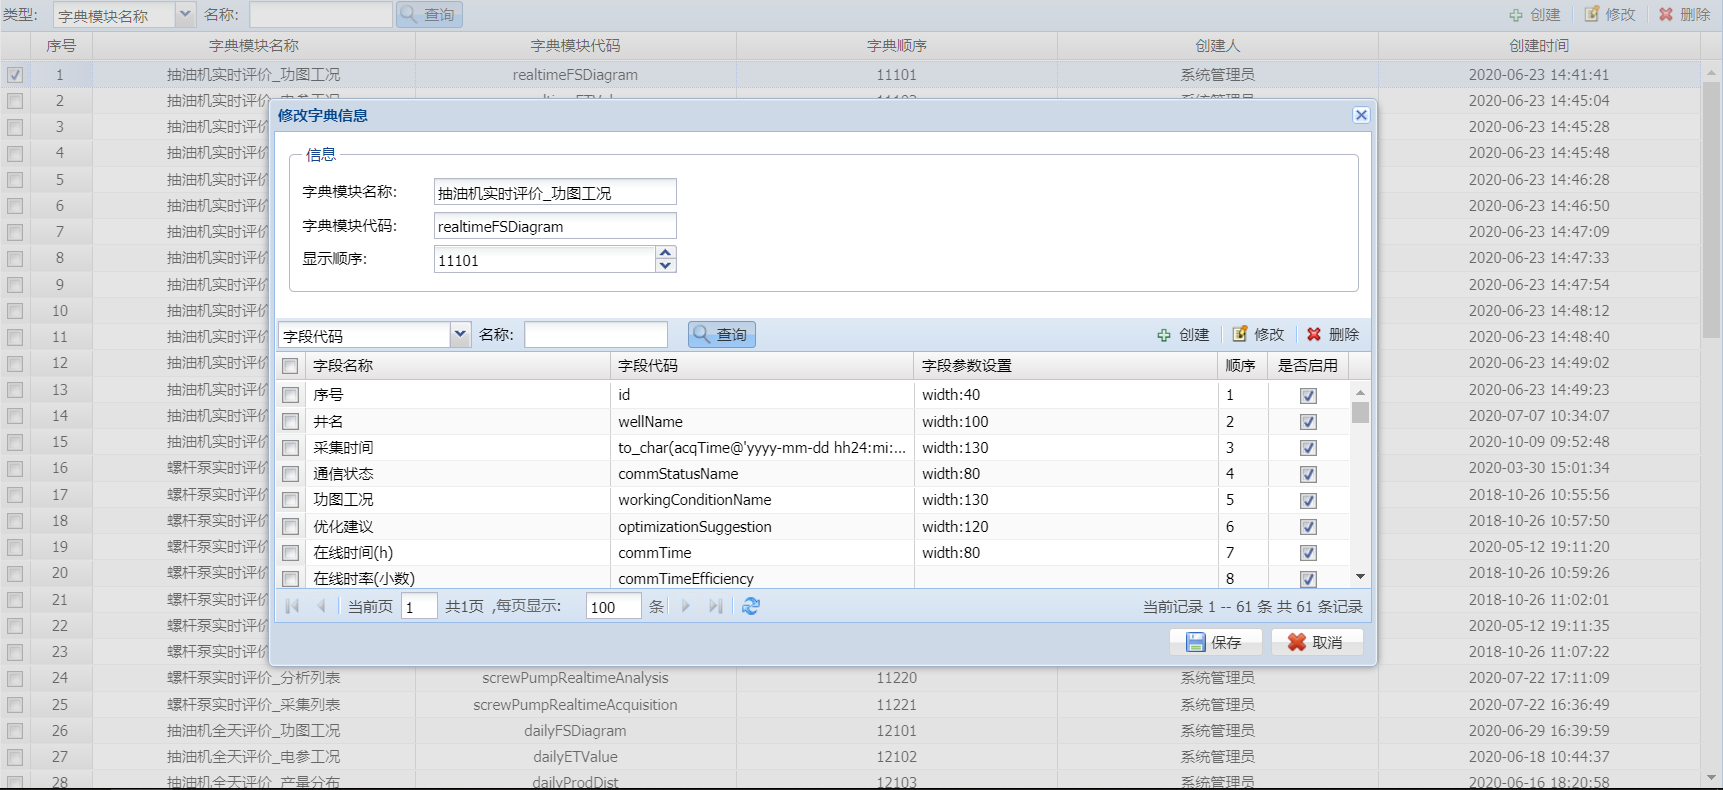 类型: 字典模块名称 名称: 查询 创建 修改 删除
序号 字典模块名称 字典模块代码 字典顺序 创建人 创建时间
1 抽油机实时评价_功图工况 realtimeFSDiagram 11101 系统管理员 2020-06-23 14:41:41
2 抽油机实时评价 2020-06-23 14:45:04
修改字典信息
3 抽油机实时评价 2020-06-23 14:45:28
信息
4 抽油机实时评价 2020-06-23 14:45:48
5 抽油机实时评价 2020-06-23 14:46:28
字典模块名称: 抽油机实时评价_功图工况
6 抽油机实时评价 2020-06-23 14:46:50
字典模块代码: realtimeFSDiagram
7 抽油机实时评价 2020-06-23 14:47:09
显示顺序: 11101
8 抽油机实时评价 2020-06-23 14:47:33
9 抽油机实时评价 2020-06-23 14:47:54
10 抽油机实时评价 2020-06-23 14:48:12
字段代码 名称: 查询 创建 修改 删除
11 抽油机实时评价 2020-06-23 14:48:40
字段名称 字段代码 字段参数设置 顺序 是否启用
12 抽油机实时评价 2020-06-23 14:49:02
序号 id width:40 1
13 抽油机实时评价 2020-06-23 14:49:23
井名 wellName width:100 2
14 抽油机实时评价 2020-07-07 10:34:07
采集时间 to_char(acqTime@'yyyy-mm-dd hh24:mi:... width:130 3
15 抽油机实时评价 2020-10-09 09:52:48
通信状态 commStatusName width:80 4
16 螺杆泵实时评价 2020-03-30 15:01:34
功图工况 workingConditionName width:130 5
17 螺杆泵实时评价 2018-10-26 10:55:56
优化建议 optimizationSuggestion width:120 6
18 螺杆泵实时评价 2018-10-26 10:57:50
在线时间(h) commTime width:80 7
19 螺杆泵实时评价 2020-05-12 19:11:20
在线时率(小数) commTimeEfficiency 8
20 螺杆泵实时评价 2018-10-26 10:59:26
当前页 1 共1页 ,每页显示: 100 条 当前记录 1 -- 61 条 共 61 条记录
21 螺杆泵实时评价 2018-10-26 11:02:01
22 螺杆泵实时评价 2020-05-12 19:11:35
保存 取消
23 螺杆泵实时评价 2018-10-26 11:07:22
24 螺杆泵实时评价_分析列表 screwPumpRealtimeAnalysis 11220 系统管理员 2020-07-22 17:11:09
25 螺杆泵实时评价_采集列表 screwPumpRealtimeAcquisition 11221 系统管理员 2020-07-22 16:36:49
26 抽油机全天评价_功图工况 dailyFSDiagram 12101 系统管理员 2020-06-29 16:39:59
27 抽油机全天评价_电参工况 dailyETValue 12102 系统管理员 2020-06-18 10:44:37
28 抽油机全天评价_产量分布 dailyProdDist 12103 系统管理员 2020-06-16 18:20:58